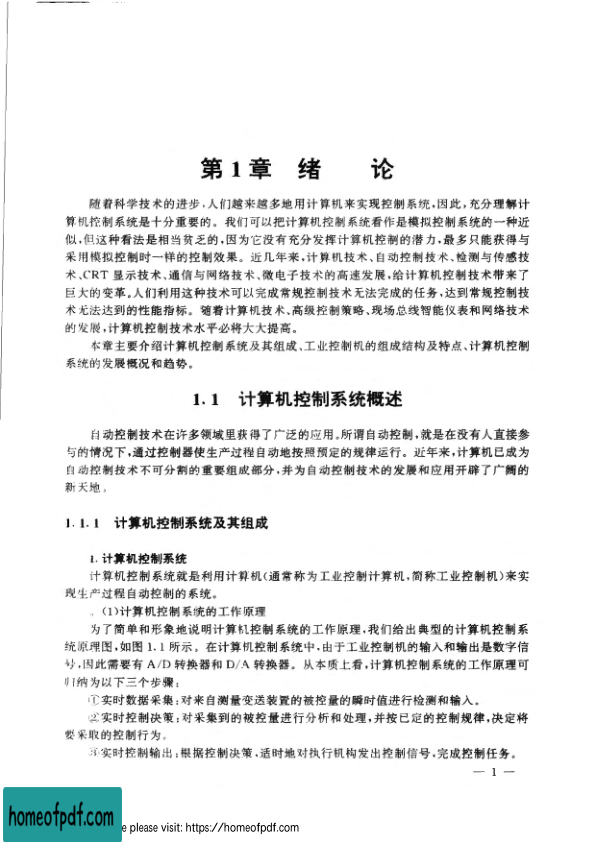 第1章 绪 论
随着科学技术的进步,人们越来越多地用计算机来实现控制系统,因此,充分理解计
算机控制系统是十分重要的。我们可以把计算机控制系统看作是模拟控制系统的一种近
似,但这种看法是相当贫乏的,因为它没有充分发挥计算机控制的潜力,最多只能获得与
采用模拟控制时一样的控制效果。近几年来,计算机技术、自动控制技术、检测与传感技
术、CRT显示技术、通信与网络技术、微电子技术的高速发展,给计算机控制技术带来了
巨大的变革。人们利用这种技术可以完成常规控制技术无法完成的任务,达到常规控制技
术无法达到的性能指标。随着计算机技术、高级控制策略、现场总线智能仪表和网络技术
的发展,计算机控制技术水平必将大大提高。
本章主要介绍计算机控制系统及其组成、工业控制机的组成结构及特点、计算机控制
系统的发展概况和趋势。
1.1 计算机控制系统概述
自动控制技术在许多领域里获得了广泛的应用。所谓自动控制,就是在没有人直接参
与的情况下,通过控制器使生产过程自动地按照预定的规律运行。近年来,计算机已成为
自动控制技术不可分割的重要组成部分,并为自动控制技术的发展和应用开辟了广阔的
新天地。
1.1.1 计算机控制系统及其组成
1.计算机控制系统
计算机控制系统就是利用计算机(通常称为工业控制计算机,简称工业控制机)来实
现生产过程自动控制的系统。
(1)计算机控制系统的工作原理
为了简单和形象地说明计算机控制系统的工作原理,我们给出典型的计算机控制系
统原理图,如图1.1所示。在计算机控制系统中,由于工业控制机的输入和输出是数字信
号,因此需要有A/D转换器和D/A转换器。从本质上看,计算机控制系统的工作原理可
归纳为以下三个步骤:
①实时数据采集:对来自测量变送装置的被控量的瞬时值进行检测和输入。
②实时控制决策:对采集到的被控量进行分析和处理,并按已定的控制规律,决定将
要采取的控制行为。
③实时控制输出:根据控制决策,适时地对执行机构发出控制信号,完成控制任务。
— 1 —
homeofpdf.com
e please visit: https://homeofpdf.com